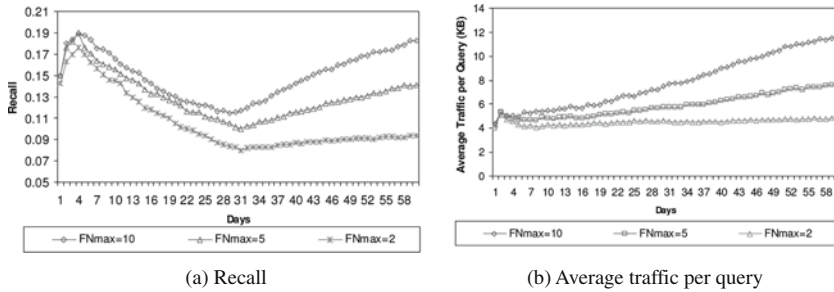 0.21
0.19
0.17
0.15
0.13
0.11
0.09
0.07
0.05
Recall
1 4 7 10 13 16 19 22 25 28 31 34 37 40 43 46 49 52 55 58
Days
FNmax=10 FNmax=5 FNmax=2
(a) Recall
14
12
10
8
6
4
2
0
Average Traffic per Query (KB)
1 4 7 10 13 16 19 22 25 28 31 34 37 40 43 46 49 52 55 58
Days
FNmax=10 FNmax=5 FNmax=2
(b) Average traffic per query